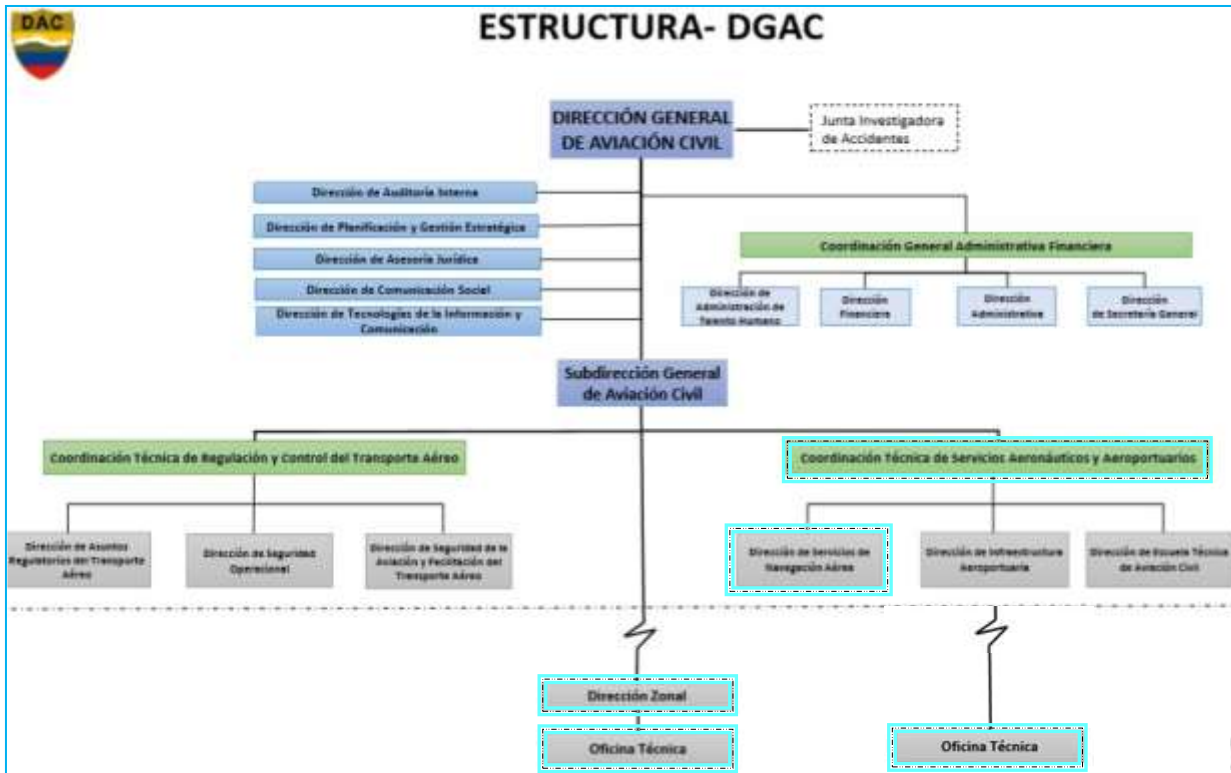 DAC
ESTRUCTURA- DGAC
DIRECCIÓN GENERAL
DE AVIACIÓN CIVIL
Junta Investigadora
de Accidentes
Dirección de Auditoría Interna
Dirección de Planificación y Gestión Estratégica
Dirección de Asesoría Jurídica
Dirección de Comunicación Social
Dirección de Tecnologías de la Información y
Comunicación
Coordinación General Administrativa Financiera
Dirección de
Administración de
Talento Humano
Dirección
Financiera
Dirección
Administrativa
Dirección
de Secretaría General
Subdirección General
de Aviación Civil
Coordinación Técnica de Regulación y Control del Transporte Aéreo
Coordinación Técnica de Servicios Aeronáuticos y Aeroportuarios
Dirección de Asuntos
Regulatorios del Transporte
Aéreo
Dirección de Seguridad
Operacional
Dirección de Seguridad de la
Aviación y Facilitación del
Transporte Aéreo
Dirección de Servicios de
Navegación Aérea
Dirección de Infraestructura
Aeroportuaria
Dirección de Escuela Técnica
de Aviación Civil
Dirección Zonal
Oficina Técnica
Oficina Técnica